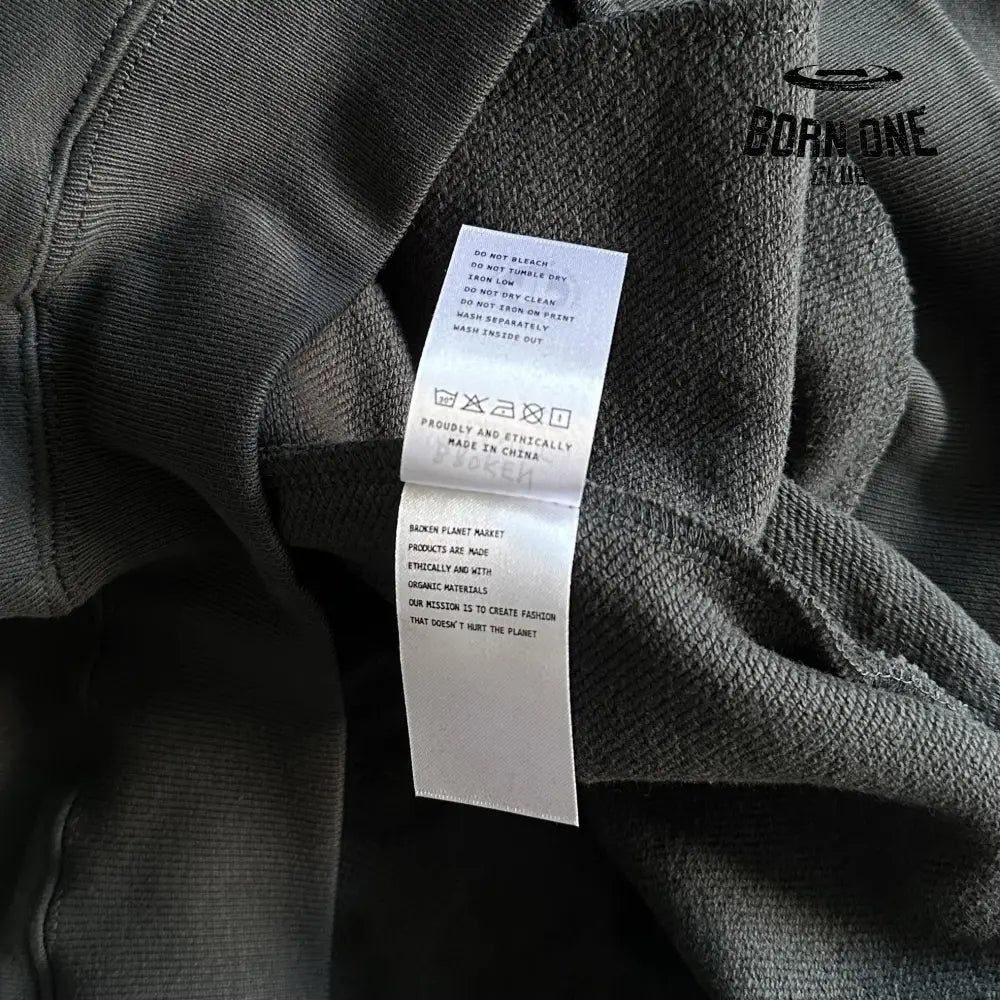 BORN ONE
CLUB
DO NOT BLEACH
DO NOT TUMBLE DRY
IRON LOW
DO NOT DRY CLEAN
DO NOT IRON ON PRINT
WASH SEPARATELY
WASH INSIDE OUT
30°
PROUDLY AND ETHICALLY
MADE IN CHINA
BROKEN
BROKEN PLANET MARKET
PRODUCTS ARE MADE
ETHICALLY AND WITH
ORGANIC MATERIALS
OUR MISSION IS TO CREATE FASHION
THAT DOESN'T HURT THE PLANET